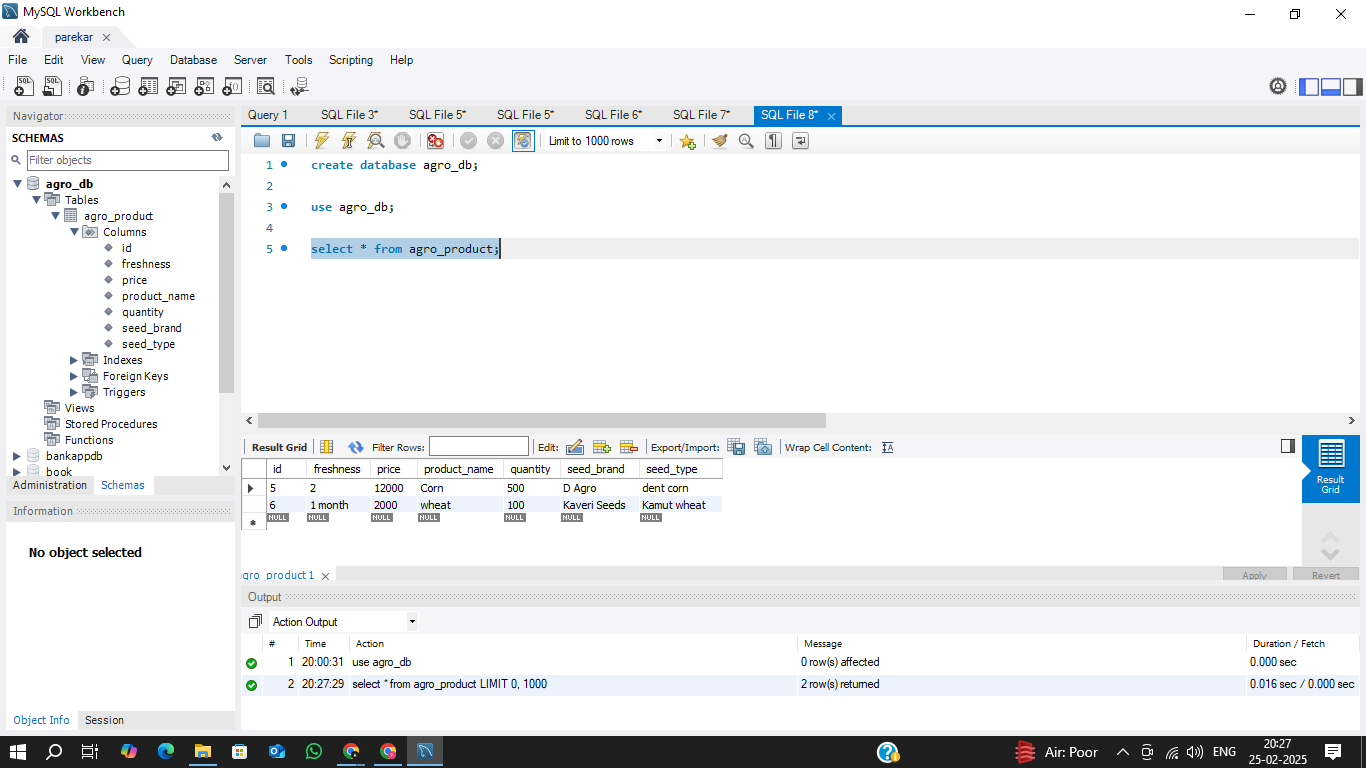 MySQL Workbench
parekar
File Edit View Query Database Server Tools Scripting Help
Navigator
SCHEMAS
Filter objects
agro_db
Tables
agro_product
Columns
id
freshness
price
product_name
quantity
seed_brand
seed_type
Indexes
Foreign Keys
Triggers
Views
Stored Procedures
Functions
bankappdb
book
Administration Schemas
Information
No object selected
Object Info Session
Query 1 SQL File 3* SQL File 5* SQL File 5* SQL File 6* SQL File 7* SQL File 8*
Limit to 1000 rows
1 create database agro_db;
2
3 use agro_db;
4
5 select * from agro_product;
Result Grid Filter Rows: Edit: Export/Import: Wrap Cell Content:
id freshness price product_name quantity seed_brand seed_type
5 2 12000 Corn 500 D Agro dent corn
6 1 month 2000 wheat 100 Kaveri Seeds Kamut wheat
NULL NULL NULL NULL NULL NULL NULL
Result
Grid
gro_product 1 Apply Revert
Output
Action Output
# Time Action Message Duration / Fetch
1 20:00:31 use agro_db 0 row(s) affected 0.000 sec
2 20:27:29 select * from agro_product LIMIT 0, 1000 2 row(s) returned 0.016 sec / 0.000 sec
Air: Poor ENG 20:27
25-02-2025